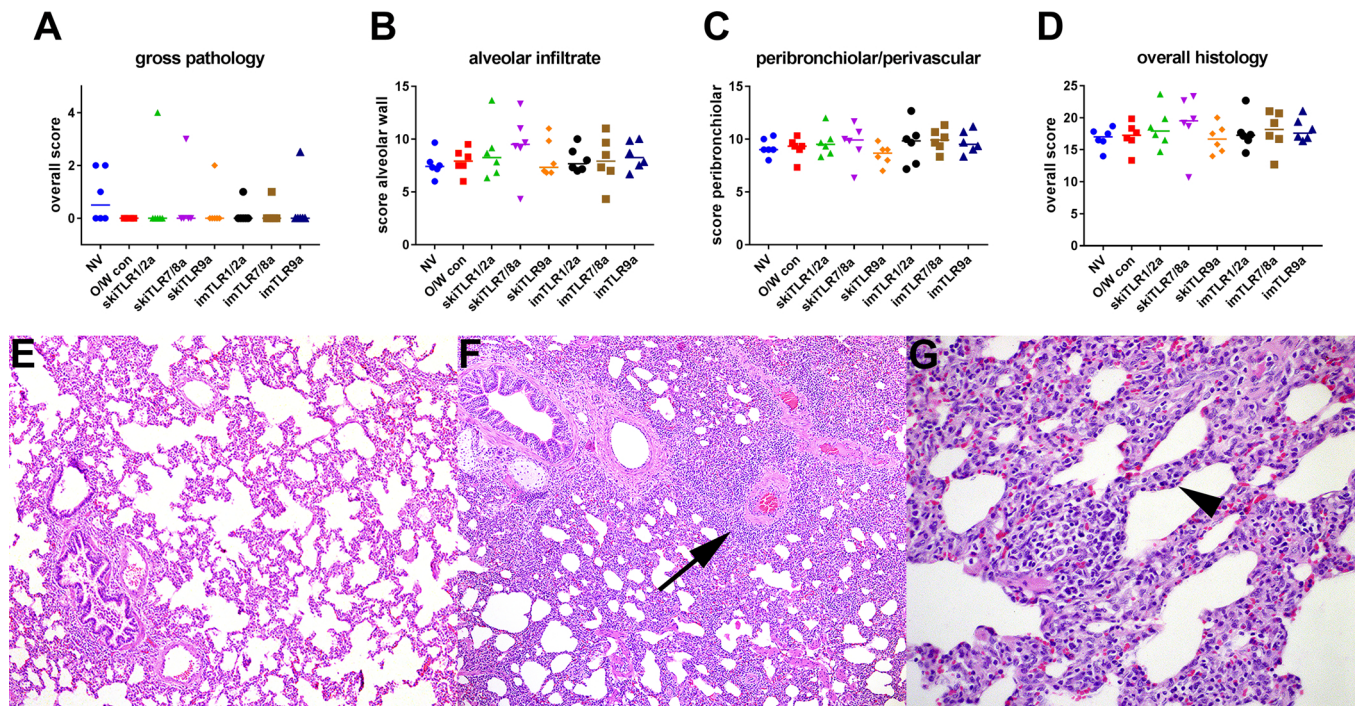 A
gross pathology
overall score
4
2
0
NV
O/W con
skiTLR1/2a
skiTLR7/8a
skiTLR9a
imTLR1/2a
imTLR7/8a
imTLR9a
B
alveolar infiltrate
score alveolar wall
15
10
5
0
NV
O/W con
skiTLR1/2a
skiTLR7/8a
skiTLR9a
imTLR1/2a
imTLR7/8a
imTLR9a
C
peribronchiolar/perivascular
score peribronchiolar
15
10
5
0
NV
O/W con
skiTLR1/2a
skiTLR7/8a
skiTLR9a
imTLR1/2a
imTLR7/8a
imTLR9a
D
overall histology
overall score
25
20
15
10
5
0
NV
O/W con
skiTLR1/2a
skiTLR7/8a
skiTLR9a
imTLR1/2a
imTLR7/8a
imTLR9a
E
F
G